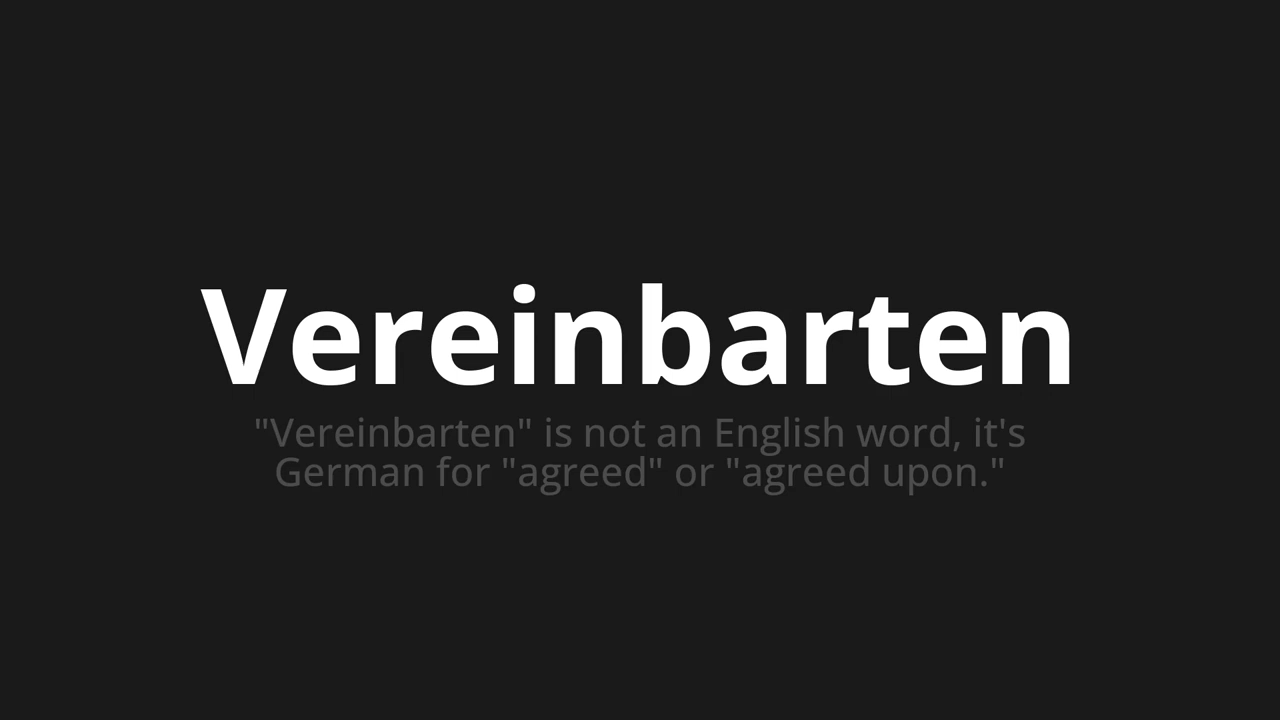 Vereinbarten
"Vereinbarten" is not an English word, it's
German for "agreed" or "agreed upon."